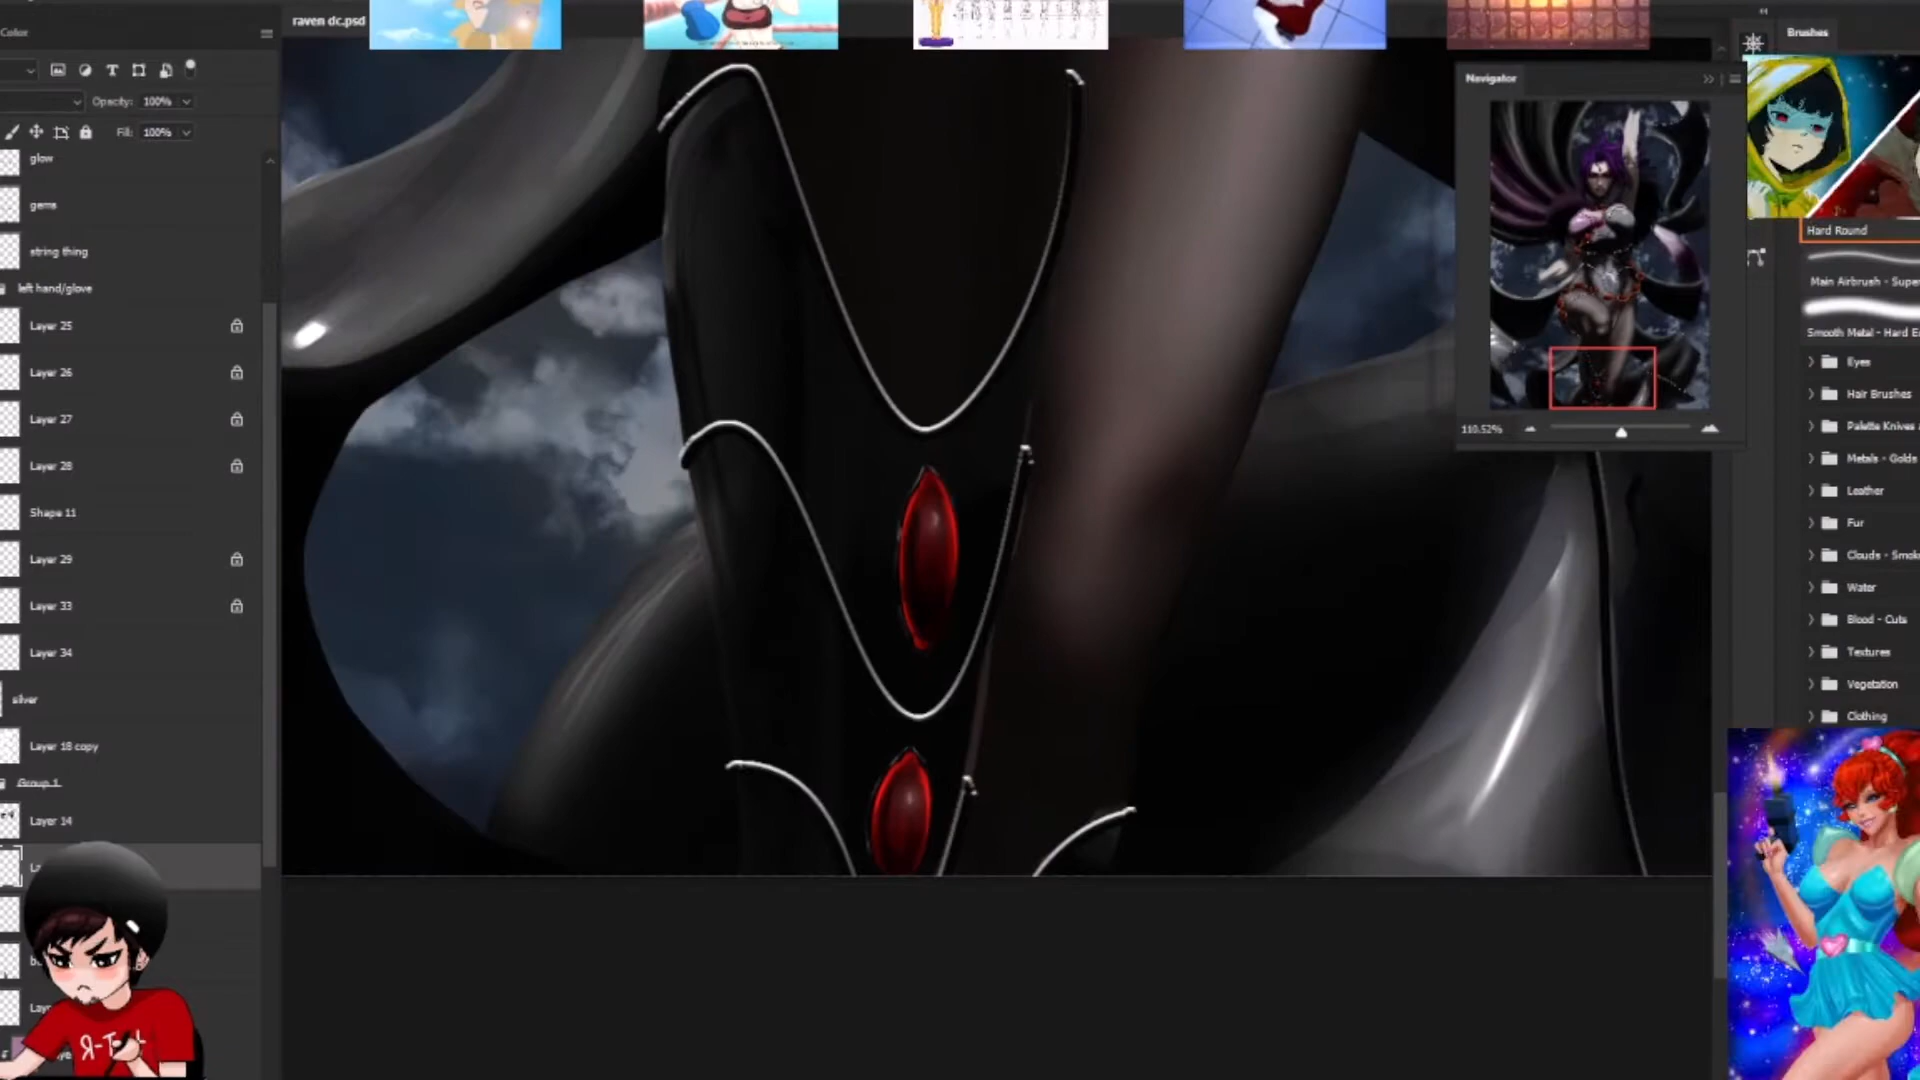 raven dc.psd
Color
Brushes
Navigator
Opacity: 100%
Fill: 100%
glow
gems
string thing
left hand/glove
Layer 25
Layer 26
Layer 27
Layer 28
Shape 11
Layer 29
Layer 33
Layer 34
silver
Layer 18 copy
Group 1
Layer 14
110.52%
Hard Round
Main Airbrush - Supe
Smooth Metal - Hard E
Eyes
Hair Brushes
Palette Knives
Metals - Golds
Leather
Fur
Clouds - Smok
Water
Blood - Cuts
Textures
Vegetation
Clothing